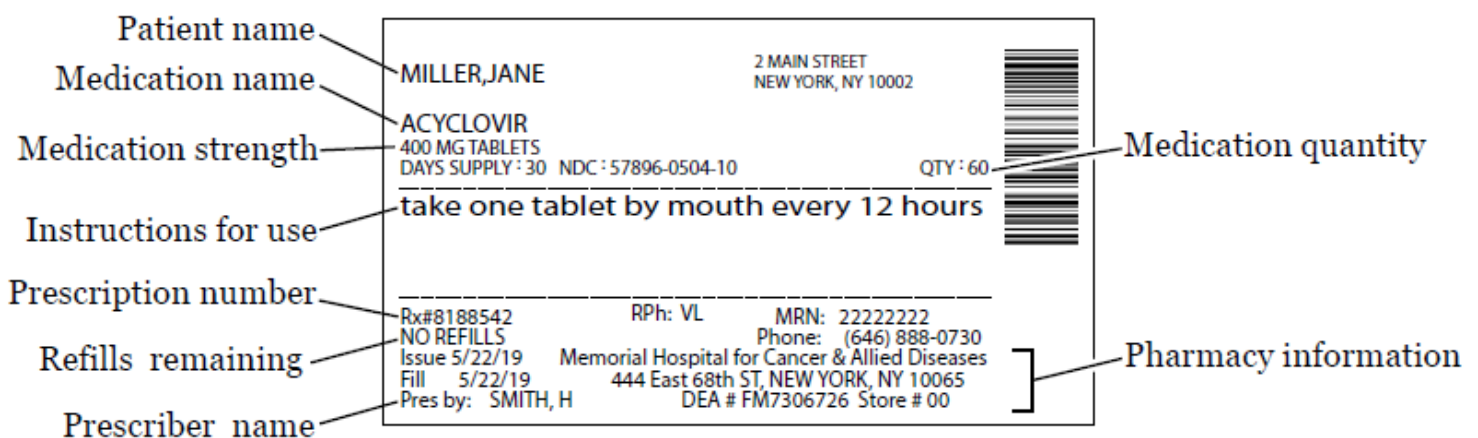 Patient name
MILLER,JANE
2 MAIN STREET
NEW YORK, NY 10002
Medication name
ACYCLOVIR
Medication strength
400 MG TABLETS
DAYS SUPPLY : 30 NDC : 57896-0504-10 QTY : 60
Medication quantity
Instructions for use
take one tablet by mouth every 12 hours
Prescription number
Rx#8188542 RPh: VL MRN: 22222222
Refills remaining
NO REFILLS Phone: (646) 888-0730
Issue 5/22/19 Memorial Hospital for Cancer & Allied Diseases
Pharmacy information
Fill 5/22/19 444 East 68th ST, NEW YORK, NY 10065
Prescriber name
Pres by: SMITH, H DEA # FM7306726 Store # 00